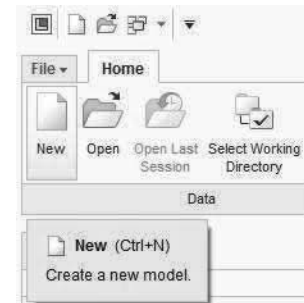 File
Home
New
Open
Open Last
Session
Select Working
Directory
Data
New (Ctrl+N)
Create a new model.